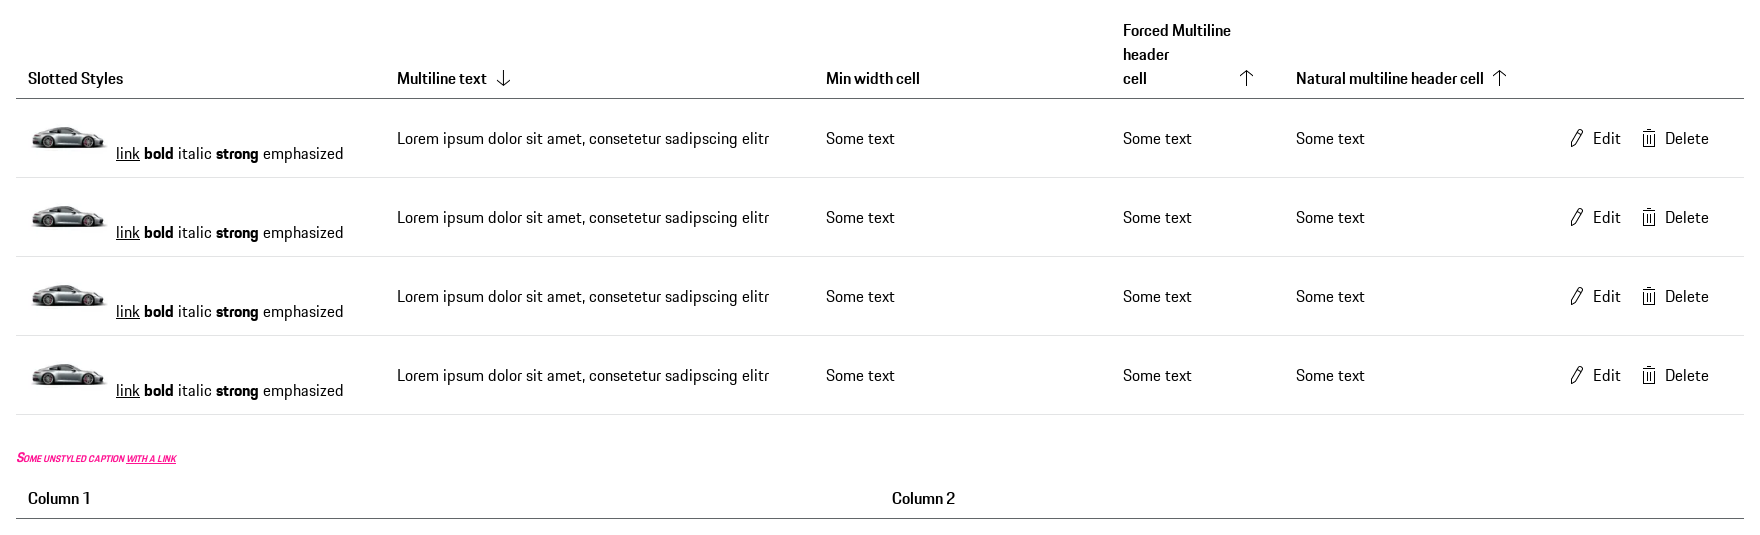 Slotted Styles Multiline text Min width cell Forced Multiline header cell Natural multiline header cell
link bold italic strong emphasized Lorem ipsum dolor sit amet, consetetur sadipscing elitr Some text Some text Some text Edit Delete
link bold italic strong emphasized Lorem ipsum dolor sit amet, consetetur sadipscing elitr Some text Some text Some text Edit Delete
link bold italic strong emphasized Lorem ipsum dolor sit amet, consetetur sadipscing elitr Some text Some text Some text Edit Delete
link bold italic strong emphasized Lorem ipsum dolor sit amet, consetetur sadipscing elitr Some text Some text Some text Edit Delete
Some unstyled caption with a link
Column 1 Column 2